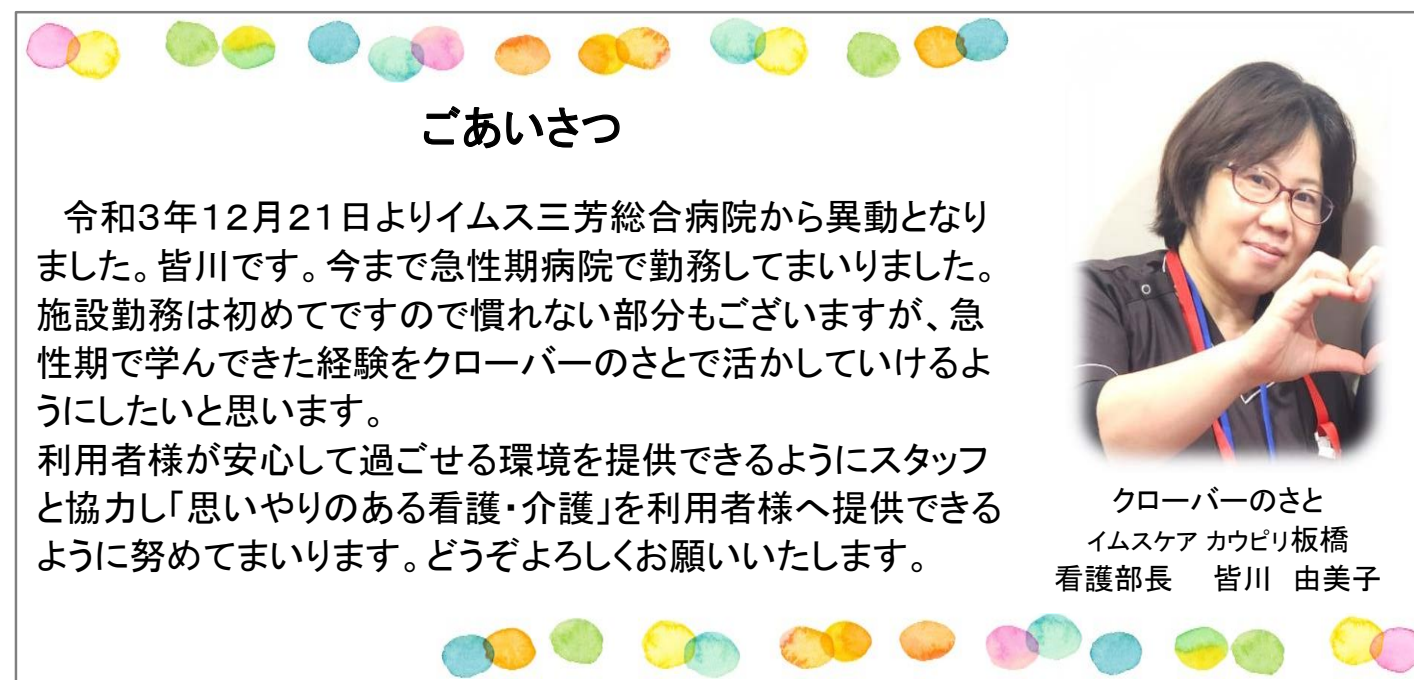 ごあいさつ
令和3年12月21日よりイムス三芳総合病院から異動となり
ました。皆川です。今まで急性期病院で勤務してまいりました。
施設勤務は初めてですので慣れない部分もございますが、急
性期で学んできた経験をクローバーのさとで活かしていけるよ
うにしたいと思います。
利用者様が安心して過ごせる環境を提供できるようにスタッフ
と協力し「思いやりのある看護・介護」を利用者様へ提供できる
ように努めてまいります。どうぞよろしくお願いいたします。
クローバーのさと
イムスケア カウピリ板橋
看護部長　皆川　由美子